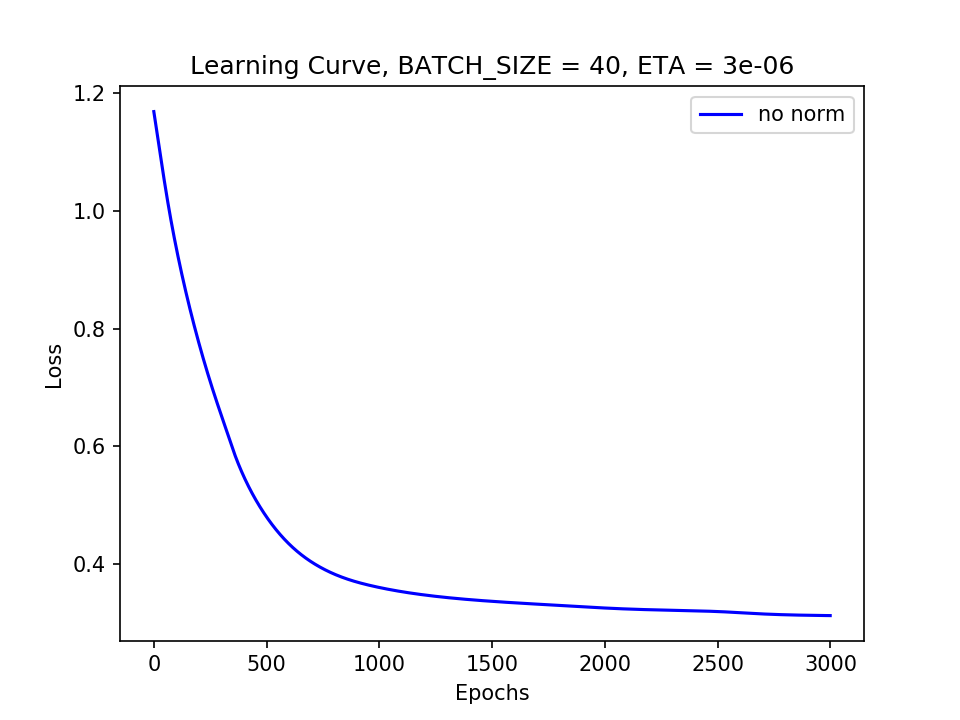 Learning Curve, BATCH_SIZE = 40, ETA = 3e-06
no norm
Loss
1.2
1.0
0.8
0.6
0.4
0 500 1000 1500 2000 2500 3000
Epochs